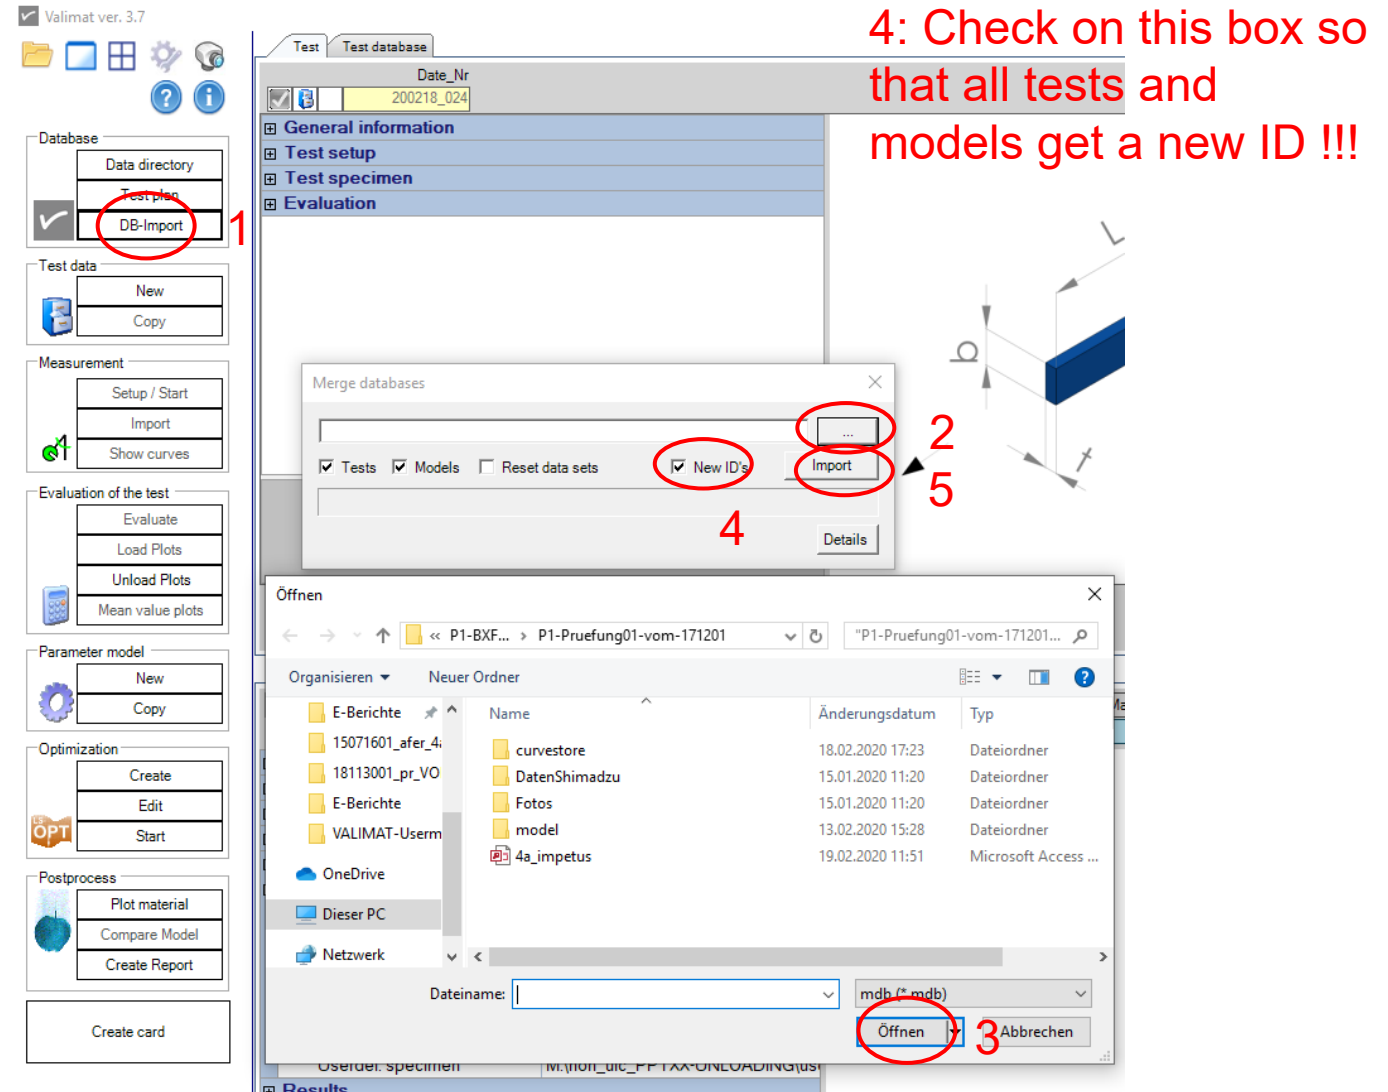 Valimat ver. 3.7
4: Check on this box so
that all tests and
models get a new ID !!!
Test
Test database
Date_Nr
200218_024
General information
Test setup
Test specimen
Evaluation
Database
Data directory
Test plan
DB-Import
1
Test data
New
Copy
Measurement
Setup / Start
Import
Show curves
Evaluation of the test
Evaluate
Load Plots
Unload Plots
Mean value plots
Parameter model
New
Copy
Optimization
Create
Edit
Start
OPT
Postprocess
Plot material
Compare Model
Create Report
Create card
L
b
t
Merge databases
...
2
Tests
Models
Reset data sets
New ID's
Import
4
5
Details
Öffnen
« P1-BXF... › P1-Pruefung01-vom-171201
"P1-Pruefung01-vom-171201...
Organisieren
Neuer Ordner
E-Berichte
15071601_afer_4
18113001_pr_VO
E-Berichte
VALIMAT-Userm
OneDrive
Dieser PC
Netzwerk
Name
Änderungsdatum
Typ
curvestore
18.02.2020 17:23
Dateiordner
DatenShimadzu
15.01.2020 11:20
Dateiordner
Fotos
15.01.2020 11:20
Dateiordner
model
13.02.2020 15:28
Dateiordner
4a_impetus
19.02.2020 11:51
Microsoft Access ...
Dateiname:
mdb (*.mdb)
Öffnen
3
Abbrechen
Userdef. specimen
Results